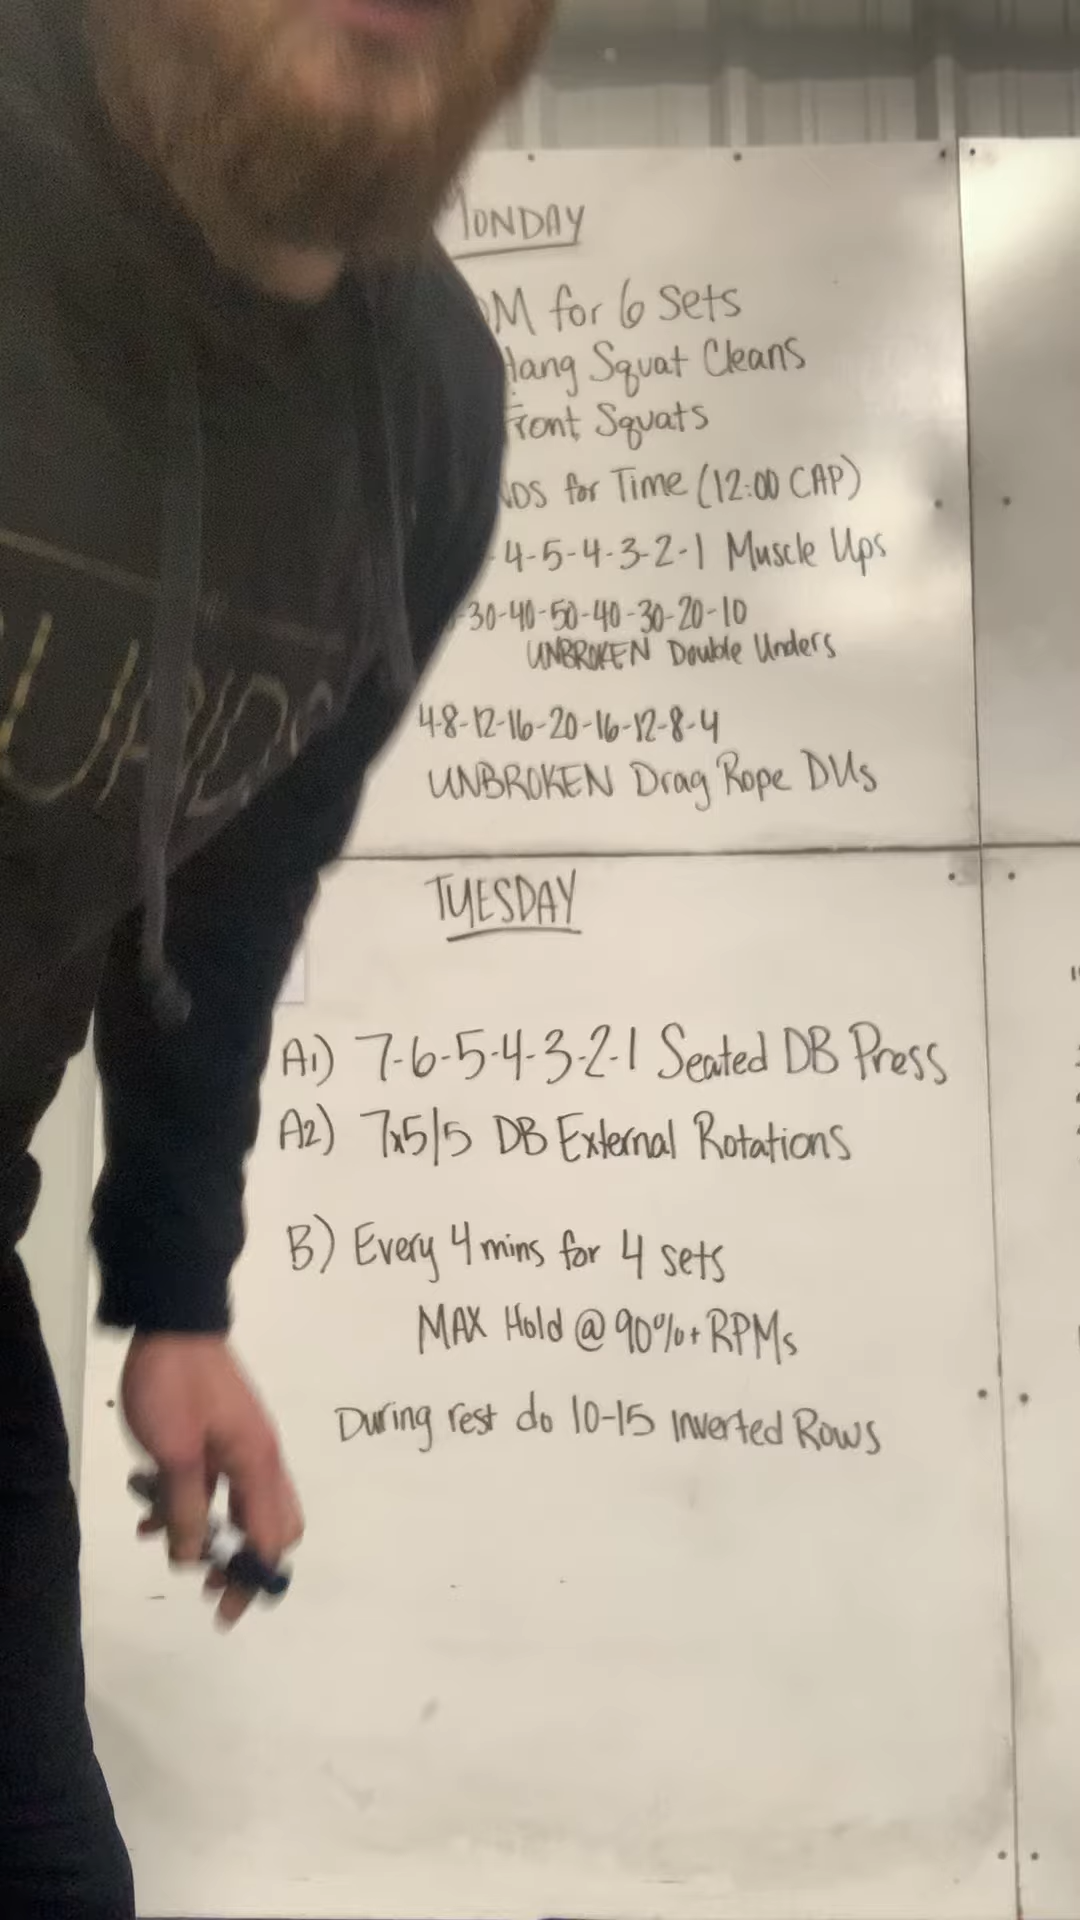 MONDAY
for 6 Sets
Hang Squat Cleans
Front Squats
for Time (12:00 CAP)
4-5-4-3-2-1 Muscle Ups
30-40-50-40-30-20-10
UNBROKEN Double Unders
4-8-12-16-20-16-12-8-4
UNBROKEN Drag Rope DUs
TUESDAY
A1) 7-6-5-4-3-2-1 Seated DB Press
A2) 7x5/5 DB External Rotations
B) Every 4 mins for 4 sets
MAX Hold @ 90%+ RPMs
During rest do 10-15 Inverted Rows